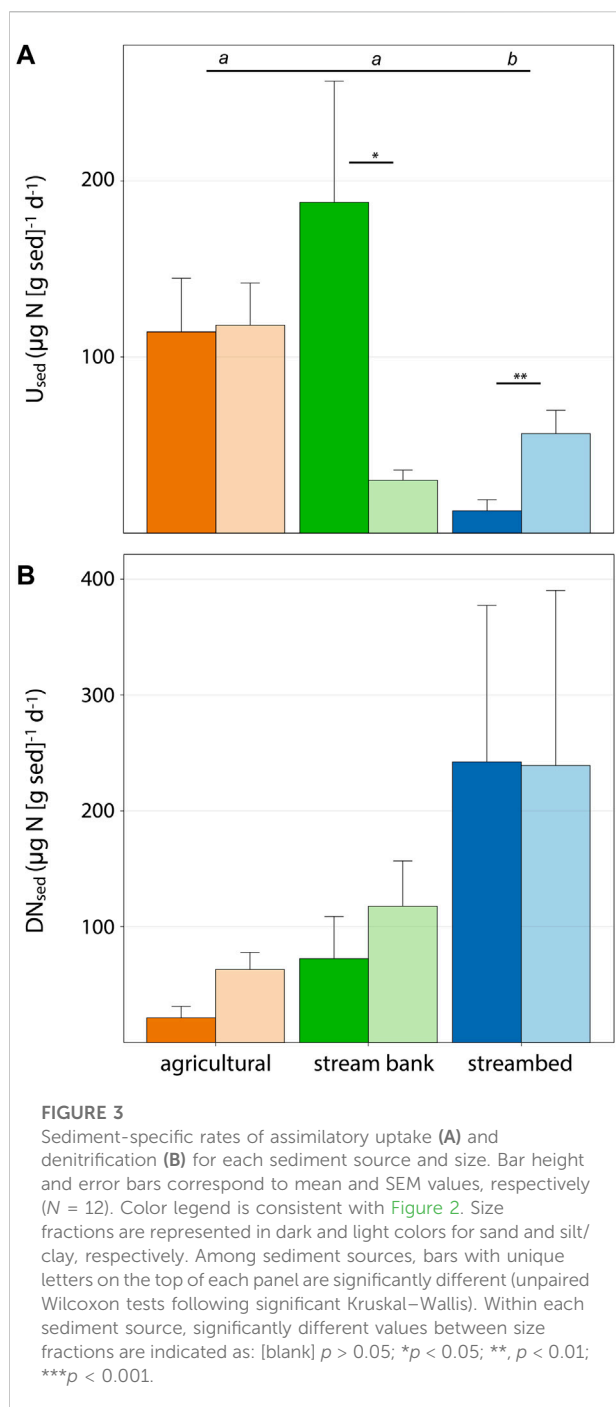 A
a a b
* 
**
200
100
U_sed (µg N [g sed]⁻¹ d⁻¹)
B
400
300
200
100
DN_sed (µg N [g sed]⁻¹ d⁻¹)
agricultural stream bank streambed
FIGURE 3
Sediment-specific rates of assimilatory uptake (A) and
denitrification (B) for each sediment source and size. Bar height
and error bars correspond to mean and SEM values, respectively
(N = 12). Color legend is consistent with Figure 2. Size
fractions are represented in dark and light colors for sand and silt/
clay, respectively. Among sediment sources, bars with unique
letters on the top of each panel are significantly different (unpaired
Wilcoxon tests following significant Kruskal–Wallis). Within each
sediment source, significantly different values between size
fractions are indicated as: [blank] p > 0.05; *p < 0.05; **, p < 0.01;
***p < 0.001.